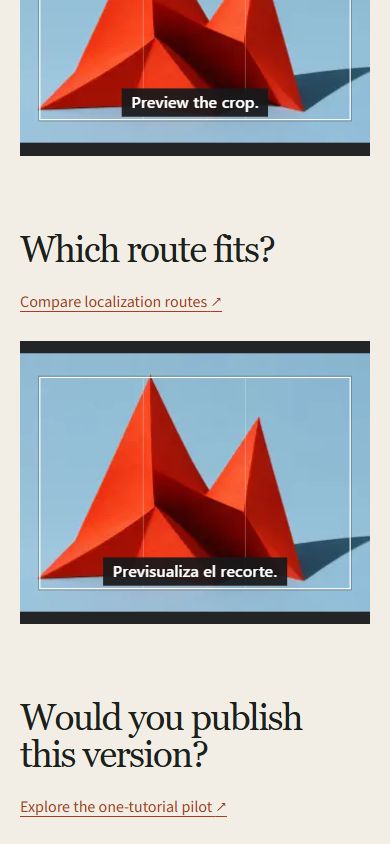 Preview the crop.
Which route fits?
Compare localization routes ↗
Previsualiza el recorte.
Would you publish
this version?
Explore the one-tutorial pilot ↗